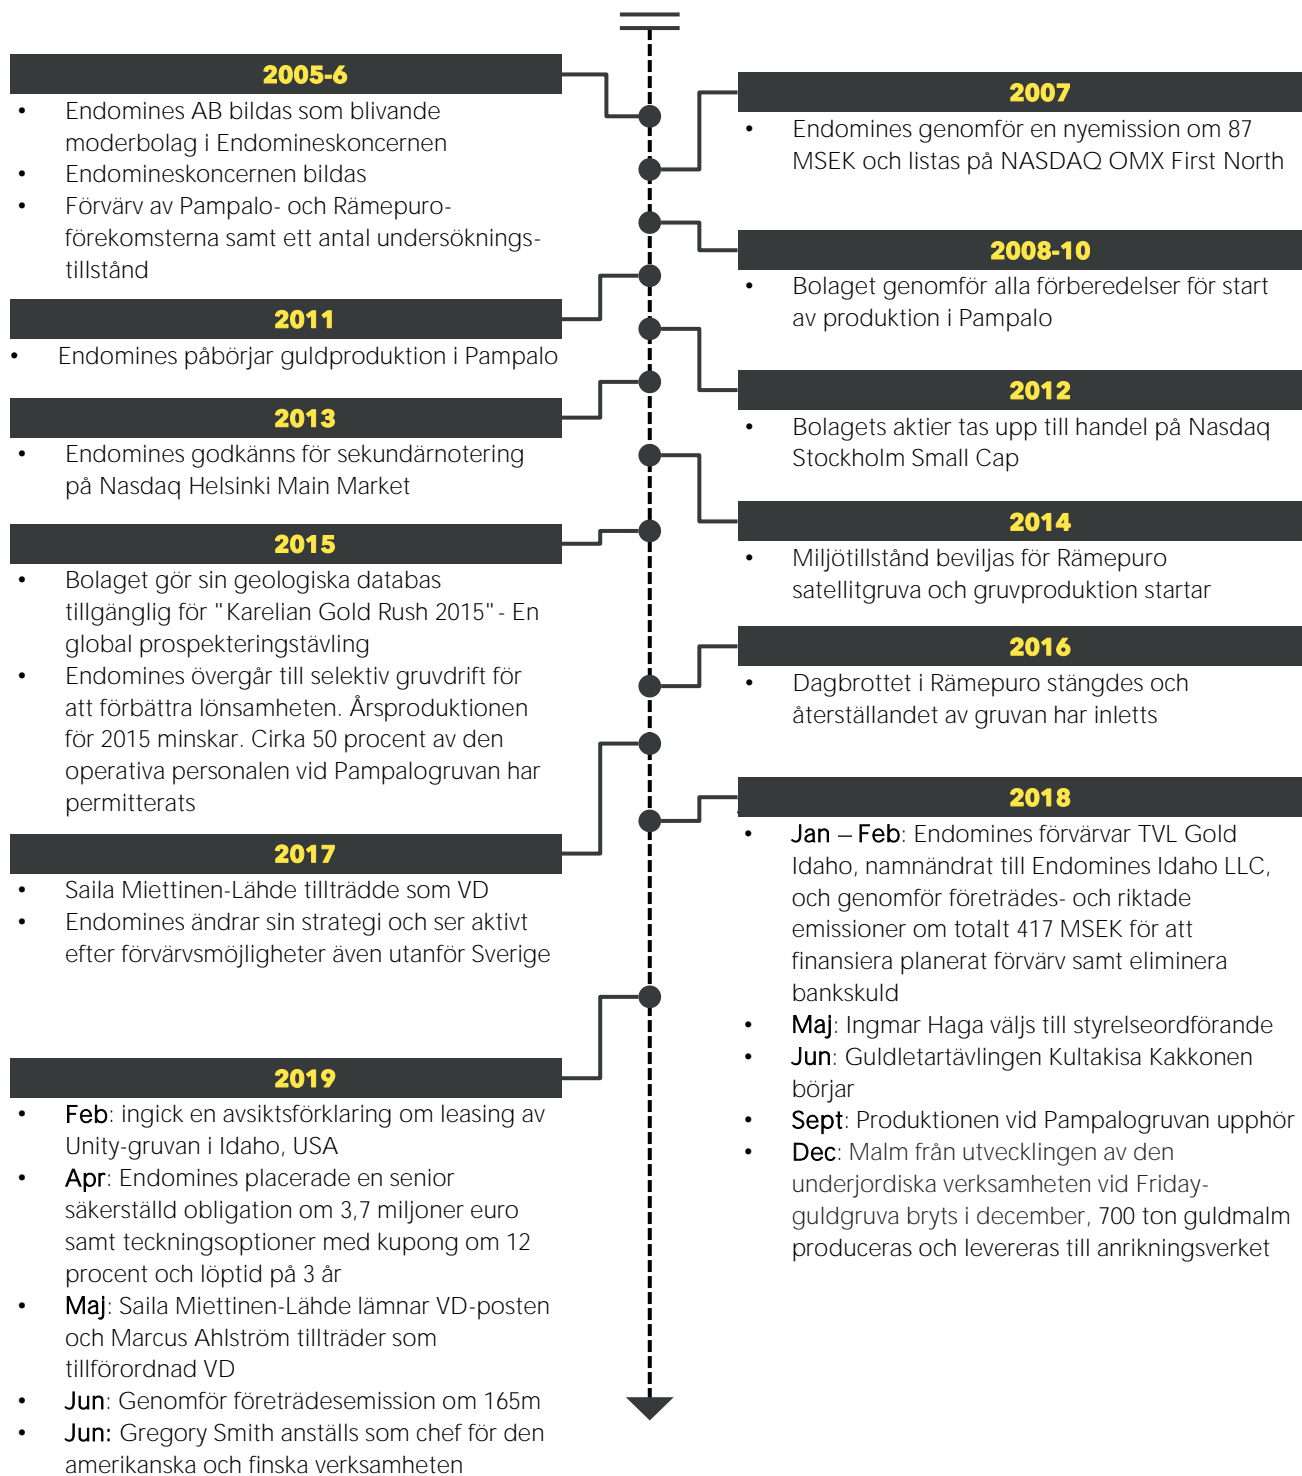 2005-6
• Endomines AB bildas som blivande
moderbolag i Endomineskoncernen
• Endomineskoncernen bildas
• Förvärv av Pampalo- och Rämepuro-
förekomsterna samt ett antal undersöknings-
tillstånd
2007
• Endomines genomför en nyemission om 87
MSEK och listas på NASDAQ OMX First North
2008-10
• Bolaget genomför alla förberedelser för start
av produktion i Pampalo
2011
• Endomines påbörjar guldproduktion i Pampalo
2012
• Bolagets aktier tas upp till handel på Nasdaq
Stockholm Small Cap
2013
• Endomines godkänns för sekundärnotering
på Nasdaq Helsinki Main Market
2014
• Miljötillstånd beviljas för Rämepuro
satellitgruva och gruvproduktion startar
2015
• Bolaget gör sin geologiska databas
tillgänglig för "Karelian Gold Rush 2015" - En
global prospekteringstävling
• Endomines övergår till selektiv gruvdrift för
att förbättra lönsamheten. Årsproduktionen
för 2015 minskar. Cirka 50 procent av den
operativa personalen vid Pampalogruvan har
permitterats
2016
• Dagbrottet i Rämepuro stängdes och
återställandet av gruvan har inletts
2017
• Saila Miettinen-Lähde tillträdde som VD
• Endomines ändrar sin strategi och ser aktivt
efter förvärvsmöjligheter även utanför Sverige
2018
• Jan – Feb: Endomines förvärvar TVL Gold
Idaho, namnändrat till Endomines Idaho LLC,
och genomför företrädes- och riktade
emissioner om totalt 417 MSEK för att
finansiera planerat förvärv samt eliminera
bankskuld
• Maj: Ingmar Haga väljs till styrelseordförande
• Jun: Guldletartävlingen Kultakisa Kakkonen
börjar
• Sept: Produktionen vid Pampalogruvan upphör
• Dec: Malm från utvecklingen av den
underjordiska verksamheten vid Friday-
guldgruva bryts i december, 700 ton guldmalm
produceras och levereras till anrikningsverket
2019
• Feb: ingick en avsiktsförklaring om leasing av
Unity-gruvan i Idaho, USA
• Apr: Endomines placerade en senior
säkerställd obligation om 3,7 miljoner euro
samt teckningsoptioner med kupong om 12
procent och löptid på 3 år
• Maj: Saila Miettinen-Lähde lämnar VD-posten
och Marcus Ahlström tillträder som
tillförordnad VD
• Jun: Genomför företrädesemission om 165m
• Jun: Gregory Smith anställs som chef för den
amerikanska och finska verksamheten